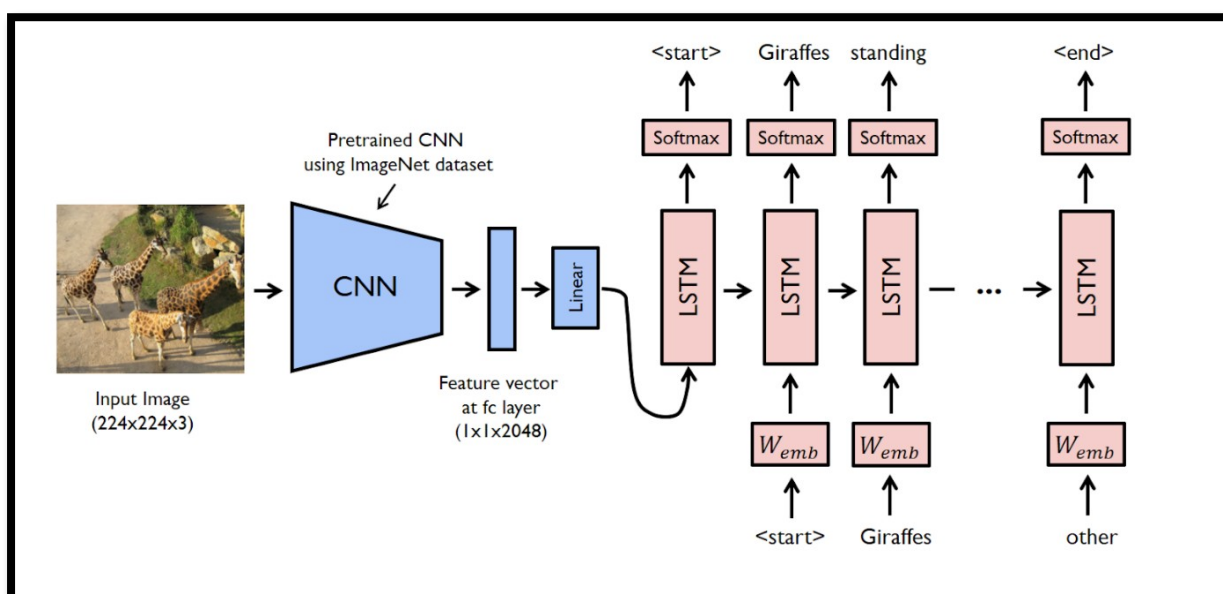 <start> Giraffes standing <end>
Softmax Softmax Softmax Softmax
Pretrained CNN
using ImageNet dataset
CNN
Linear
LSTM LSTM LSTM ... LSTM
Input Image
(224x224x3)
Feature vector
at fc layer
(1x1x2048)
W_emb W_emb W_emb
<start> Giraffes other